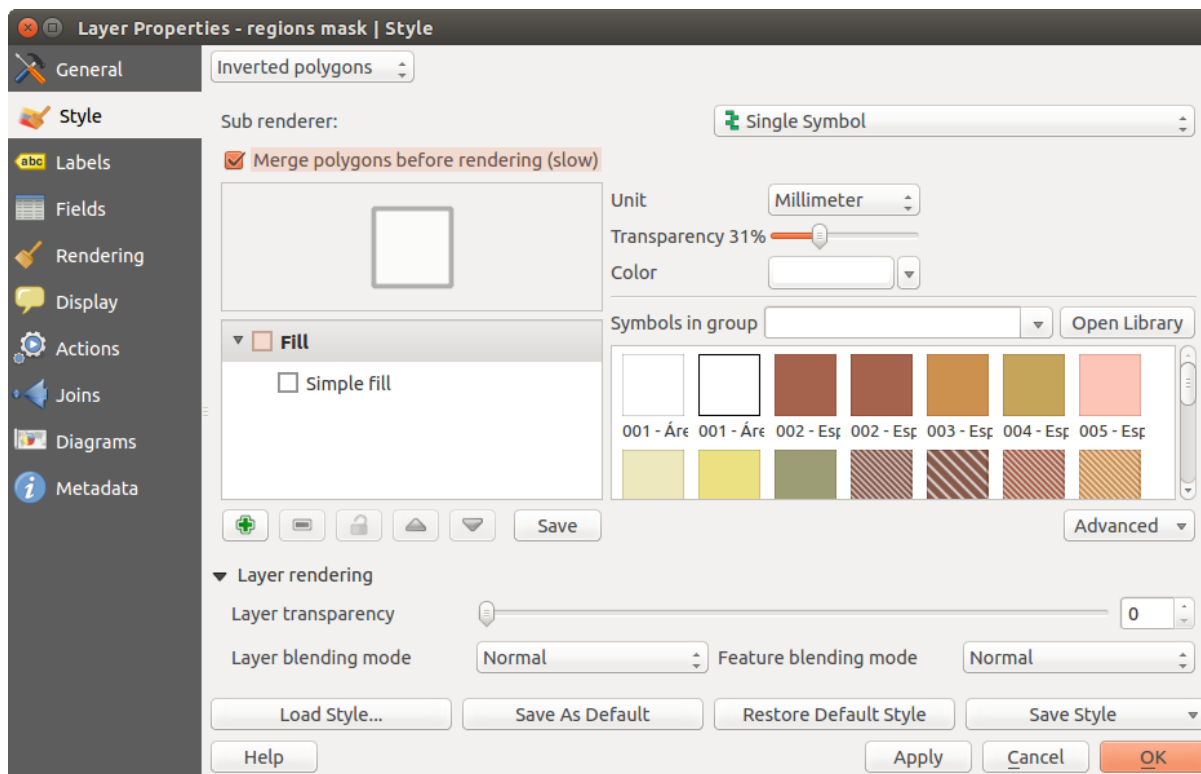 Layer Properties - regions mask | Style
General
Style
abc Labels
Fields
Rendering
Display
Actions
Joins
Diagrams
Metadata
Inverted polygons
Sub renderer:
Single Symbol
Merge polygons before rendering (slow)
Unit
Millimeter
Transparency 31%
Color
Fill
Simple fill
Symbols in group
Open Library
001 - Áre 001 - Áre 002 - Esp 002 - Esp 003 - Esp 004 - Esp 005 - Esp
Save
Advanced
Layer rendering
Layer transparency
0
Layer blending mode
Normal
Feature blending mode
Normal
Load Style...
Save As Default
Restore Default Style
Save Style
Help
Apply
Cancel
OK